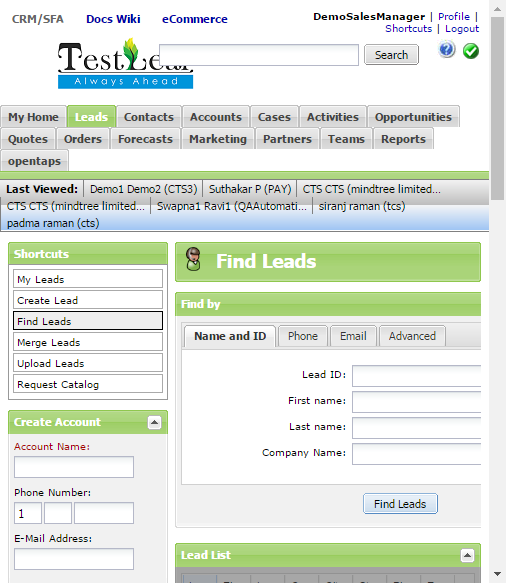 CRM/SFA Docs Wiki eCommerce
DemoSalesManager | Profile |
Shortcuts | Logout
TestLeaf
Always Ahead
Search
My Home Leads Contacts Accounts Cases Activities Opportunities
Quotes Orders Forecasts Marketing Partners Teams Reports
opentaps
Last Viewed: Demo1 Demo2 (CTS3) Suthakar P (PAY) CTS CTS (mindtree limited...
CTS CTS (mindtree limited... Swapna1 Ravi1 (QAAutomati... siranj raman (tcs)
padma raman (cts)
Shortcuts
My Leads
Create Lead
Find Leads
Merge Leads
Upload Leads
Request Catalog
Create Account
Account Name:
Phone Number:
1
E-Mail Address:
Find Leads
Find by
Name and ID Phone Email Advanced
Lead ID:
First name:
Last name:
Company Name:
Find Leads
Lead List